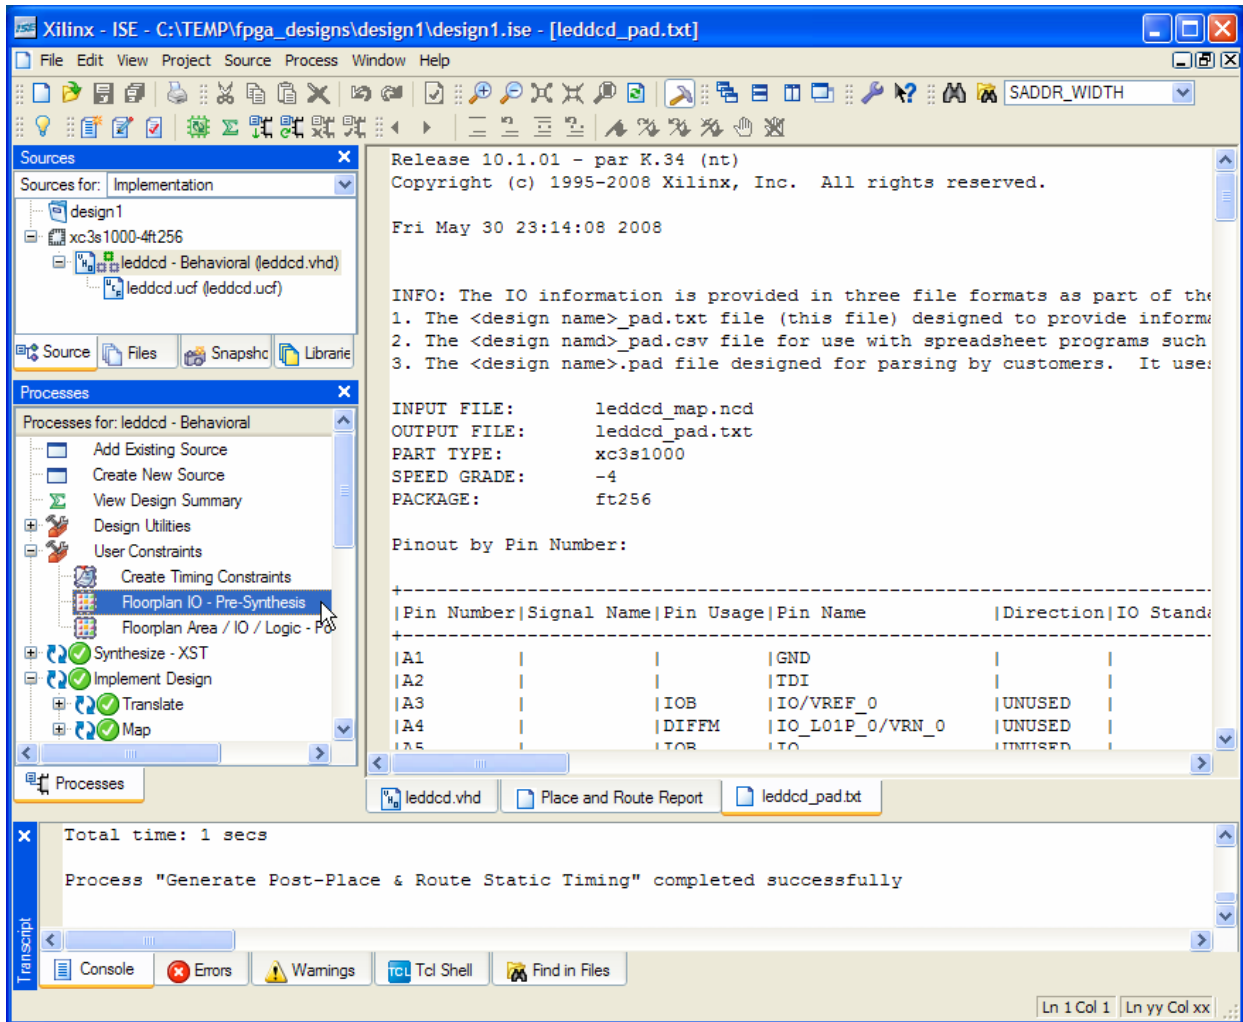 Xilinx - ISE - C:\TEMP\fpga_designs\design1\design1.ise - [leddcd_pad.txt]
File Edit View Project Source Process Window Help
SADDR_WIDTH
Sources
Sources for: Implementation
design1
xc3s1000-4ft256
leddcd - Behavioral (leddcd.vhd)
leddcd.ucf (leddcd.ucf)
Source Files Snapshc Librarie
Processes
Processes for: leddcd - Behavioral
Add Existing Source
Create New Source
View Design Summary
Design Utilities
User Constraints
Create Timing Constraints
Floorplan IO - Pre-Synthesis
Floorplan Area / IO / Logic - Po
Synthesize - XST
Implement Design
Translate
Map
Processes
Release 10.1.01 - par K.34 (nt)
Copyright (c) 1995-2008 Xilinx, Inc.  All rights reserved.
Fri May 30 23:14:08 2008
INFO: The IO information is provided in three file formats as part of the
1. The <design name>_pad.txt file (this file) designed to provide informa
2. The <design namd>_pad.csv file for use with spreadsheet programs such
3. The <design name>.pad file designed for parsing by customers.  It uses
INPUT FILE:       leddcd_map.ncd
OUTPUT FILE:      leddcd_pad.txt
PART TYPE:        xc3s1000
SPEED GRADE:      -4
PACKAGE:          ft256
Pinout by Pin Number:
|Pin Number|Signal Name|Pin Usage|Pin Name          |Direction|IO Standa
|A1        |           |         |GND               |         |
|A2        |           |         |TDI               |         |
|A3        |           |IOB      |IO/VREF_0         |UNUSED   |
|A4        |           |DIFFM    |IO_L01P_0/VRN_0   |UNUSED   |
|A5        |           |IOB      |IO                |UNUSED   |
leddcd.vhd Place and Route Report leddcd_pad.txt
Total time: 1 secs
Process "Generate Post-Place & Route Static Timing" completed successfully
Transcript
Console Errors Warnings Tcl Shell Find in Files
Ln 1 Col 1 Ln yy Col xx